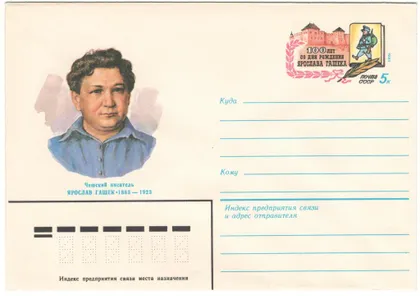 100 ЛЕТ
СО ДНЯ РОЖДЕНИЯ
ЯРОСЛАВА ГАШЕКА
ПОЧТА
СССР
5к
Куда
Чешский писатель
ЯРОСЛАВ ГАШЕК • 1883 — 1923
Кому
Индекс предприятия связи
и адрес отправителя
Индекс предприятия связи места назначения